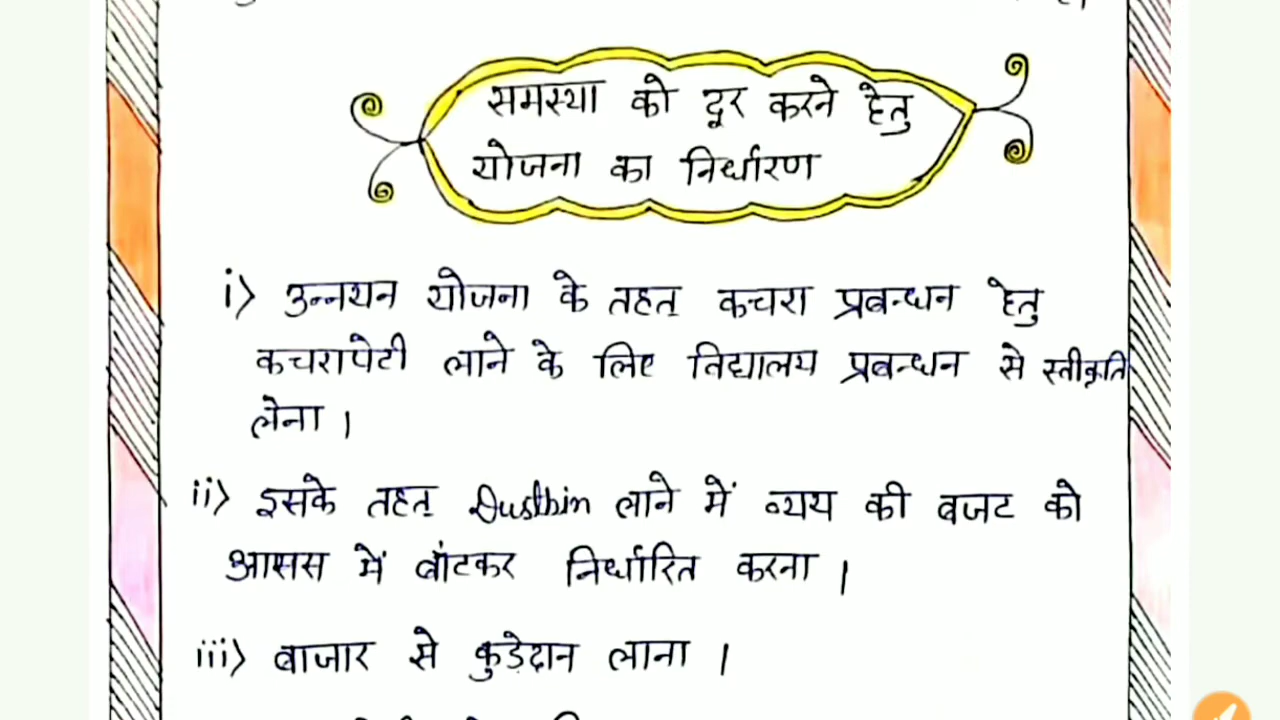 समस्या को दूर करने हेतु
योजना का निर्धारण
i) उन्नयन योजना के तहत् कचरा प्रबन्धन हेतु
कचरापेटी लाने के लिए विद्यालय प्रबन्धन से स्वीकृति
लेना।
ii) इसके तहत् Dustbin लाने में व्यय की बजट को
आसस में बांटकर निर्धारित करना।
iii) बाजार से कुड़ेदान लाना।